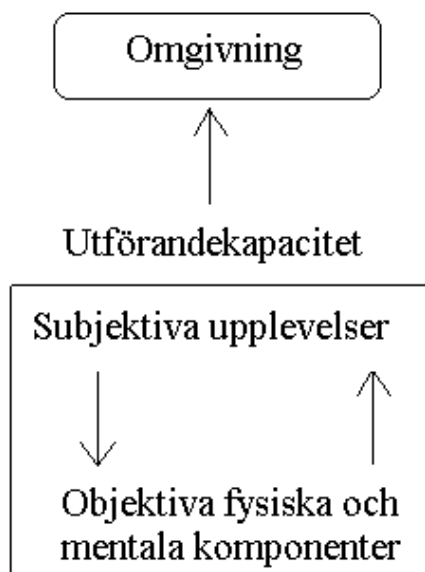 Omgivning
Utförandekapacitet
Subjektiva upplevelser
Objektiva fysiska och
mentala komponenter